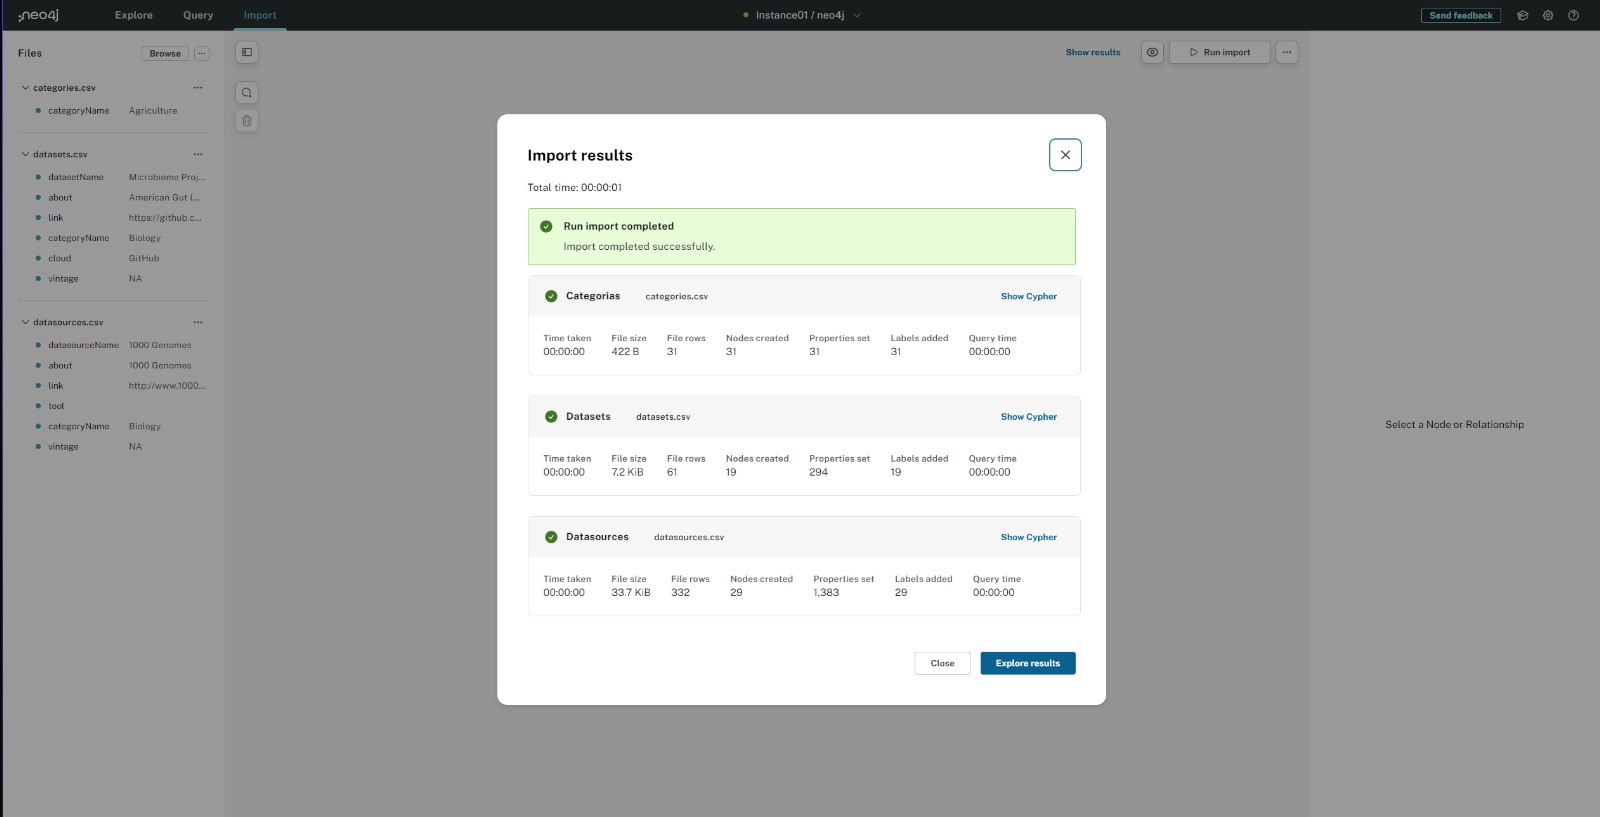 neo4j Explore Query Import Instance01 / neo4j Send feedback
Files Browse ...
Show results Run import ...
categories.csv ...
categoryName Agriculture
datasets.csv ...
datasetName Microbiome Proj...
about American Gut (...
link https://github.c...
categoryName Biology
cloud GitHub
vintage NA
datasources.csv ...
datasourceName 1000 Genomes
about 1000 Genomes
link http://www.1000...
tool
categoryName Biology
vintage NA
Import results
Total time: 00:00:01
Run import completed
Import completed successfully.
Categorias categories.csv Show Cypher
Time taken File size File rows Nodes created Properties set Labels added Query time
00:00:00 422 B 31 31 31 31 00:00:00
Datasets datasets.csv Show Cypher
Time taken File size File rows Nodes created Properties set Labels added Query time
00:00:00 7.2 KiB 61 19 294 19 00:00:00
Datasources datasources.csv Show Cypher
Time taken File size File rows Nodes created Properties set Labels added Query time
00:00:00 33.7 KiB 332 29 1,383 29 00:00:00
Close Explore results
Select a Node or Relationship